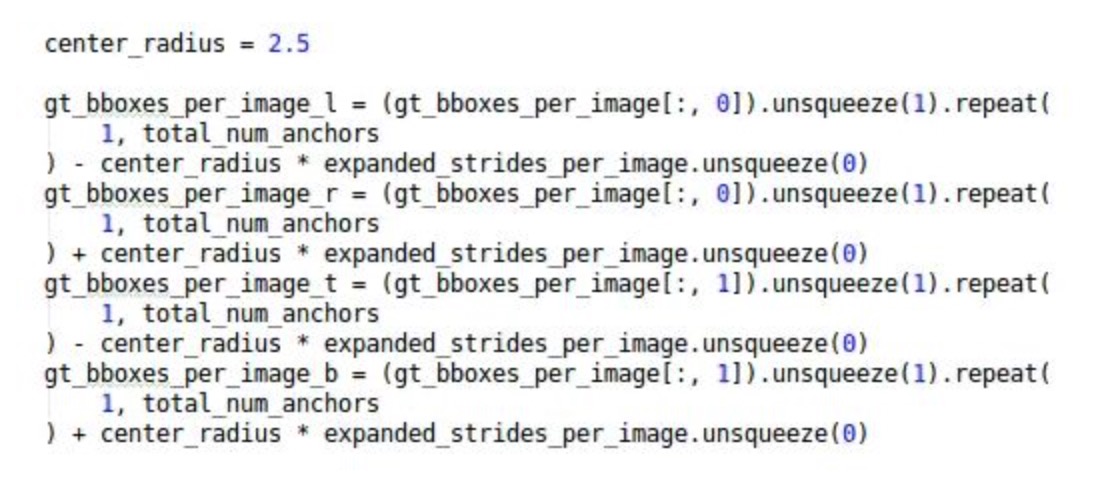 center_radius = 2.5
gt_bboxes_per_image_l = (gt_bboxes_per_image[:, 0]).unsqueeze(1).repeat(
    1, total_num_anchors
) - center_radius * expanded_strides_per_image.unsqueeze(0)
gt_bboxes_per_image_r = (gt_bboxes_per_image[:, 0]).unsqueeze(1).repeat(
    1, total_num_anchors
) + center_radius * expanded_strides_per_image.unsqueeze(0)
gt_bboxes_per_image_t = (gt_bboxes_per_image[:, 1]).unsqueeze(1).repeat(
    1, total_num_anchors
) - center_radius * expanded_strides_per_image.unsqueeze(0)
gt_bboxes_per_image_b = (gt_bboxes_per_image[:, 1]).unsqueeze(1).repeat(
    1, total_num_anchors
) + center_radius * expanded_strides_per_image.unsqueeze(0)